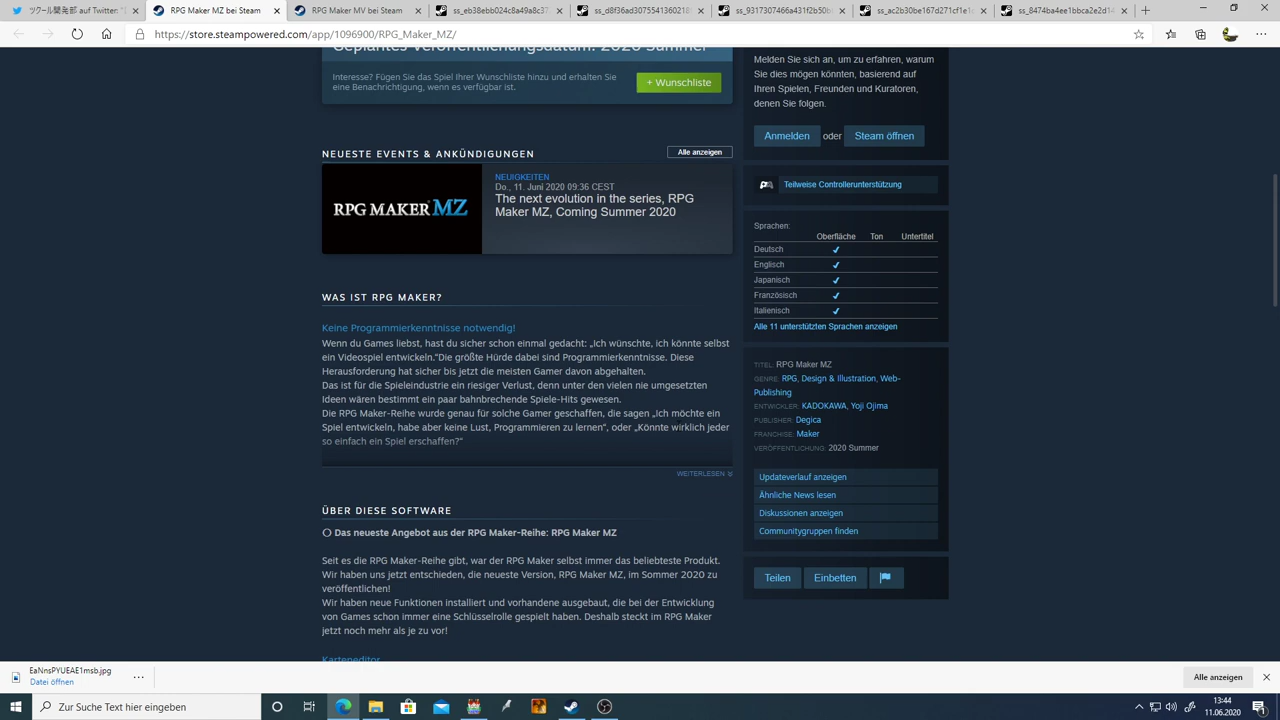 ツクール開発部 auf Twitter "
RPG Maker MZ bei Steam
RPG Maker MV bei Steam
https://store.steampowered.com/app/1096900/RPG_Maker_MZ/
Geplantes Veröffentlichungsdatum: 2020 Summer
Interesse? Fügen Sie das Spiel Ihrer Wunschliste hinzu und erhalten Sie
eine Benachrichtigung, wenn es verfügbar ist.
+ Wunschliste
NEUESTE EVENTS & ANKÜNDIGUNGEN
Alle anzeigen
RPG MAKER MZ
NEUIGKEITEN
Do., 11. Juni 2020 09:36 CEST
The next evolution in the series, RPG
Maker MZ, Coming Summer 2020
WAS IST RPG MAKER?
Keine Programmierkenntnisse notwendig!
Wenn du Games liebst, hast du sicher schon einmal gedacht: „Ich wünschte, ich könnte selbst
ein Videospiel entwickeln."Die größte Hürde dabei sind Programmierkenntnisse. Diese
Herausforderung hat sicher bis jetzt die meisten Gamer davon abgehalten.
Das ist für die Spieleindustrie ein riesiger Verlust, denn unter den vielen nie umgesetzten
Ideen wären bestimmt ein paar bahnbrechende Spiele-Hits gewesen.
Die RPG Maker-Reihe wurde genau für solche Gamer geschaffen, die sagen „Ich möchte ein
Spiel entwickeln, habe aber keine Lust, Programmieren zu lernen", oder „Könnte wirklich jeder
so einfach ein Spiel erschaffen?"
WEITERLESEN
ÜBER DIESE SOFTWARE
Das neueste Angebot aus der RPG Maker-Reihe: RPG Maker MZ
Seit es die RPG Maker-Reihe gibt, war der RPG Maker selbst immer das beliebteste Produkt.
Wir haben uns jetzt entschieden, die neueste Version, RPG Maker MZ, im Sommer 2020 zu
veröffentlichen!
Wir haben neue Funktionen installiert und vorhandene ausgebaut, die bei der Entwicklung
von Games schon immer eine Schlüsselrolle gespielt haben. Deshalb steckt im RPG Maker
jetzt noch mehr als je zu vor!
Karteneditor
Melden Sie sich an, um zu erfahren, warum
Sie dies mögen könnten, basierend auf
Ihren Spielen, Freunden und Kuratoren,
denen Sie folgen.
Anmelden oder Steam öffnen
Teilweise Controllerunterstützung
Sprachen:
Oberfläche Ton Untertitel
Deutsch ✔
Englisch ✔
Japanisch ✔
Französisch ✔
Italienisch ✔
Alle 11 unterstützten Sprachen anzeigen
TITEL: RPG Maker MZ
GENRE: RPG, Design & Illustration, Web-
Publishing
ENTWICKLER: KADOKAWA, Yoji Ojima
PUBLISHER: Degica
FRANCHISE: Maker
VERÖFFENTLICHUNG: 2020 Summer
Updateverlauf anzeigen
Ähnliche News lesen
Diskussionen anzeigen
Communitygruppen finden
Teilen
Einbetten
EaNnsPYUEAE1msb.jpg
Datei öffnen
Alle anzeigen
Zur Suche Text hier eingeben
13:44
11.06.2020